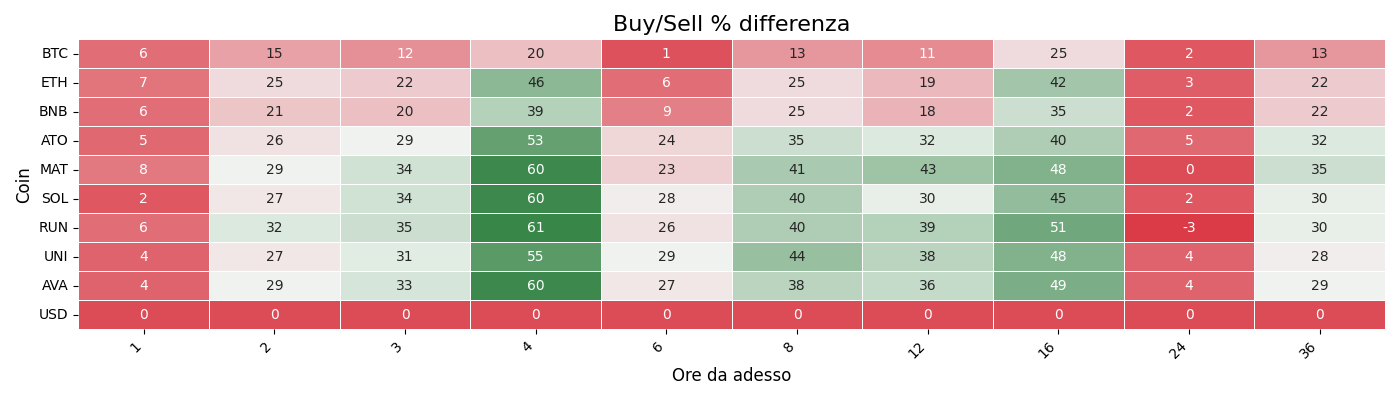 Buy/Sell % differenza
Coin
BTC 6 15 12 20 1 13 11 25 2 13
ETH 7 25 22 46 6 25 19 42 3 22
BNB 6 21 20 39 9 25 18 35 2 22
ATO 5 26 29 53 24 35 32 40 5 32
MAT 8 29 34 60 23 41 43 48 0 35
SOL 2 27 34 60 28 40 30 45 2 30
RUN 6 32 35 61 26 40 39 51 -3 30
UNI 4 27 31 55 29 44 38 48 4 28
AVA 4 29 33 60 27 38 36 49 4 29
USD 0 0 0 0 0 0 0 0 0 0
1 2 3 4 6 8 12 16 24 36
Ore da adesso